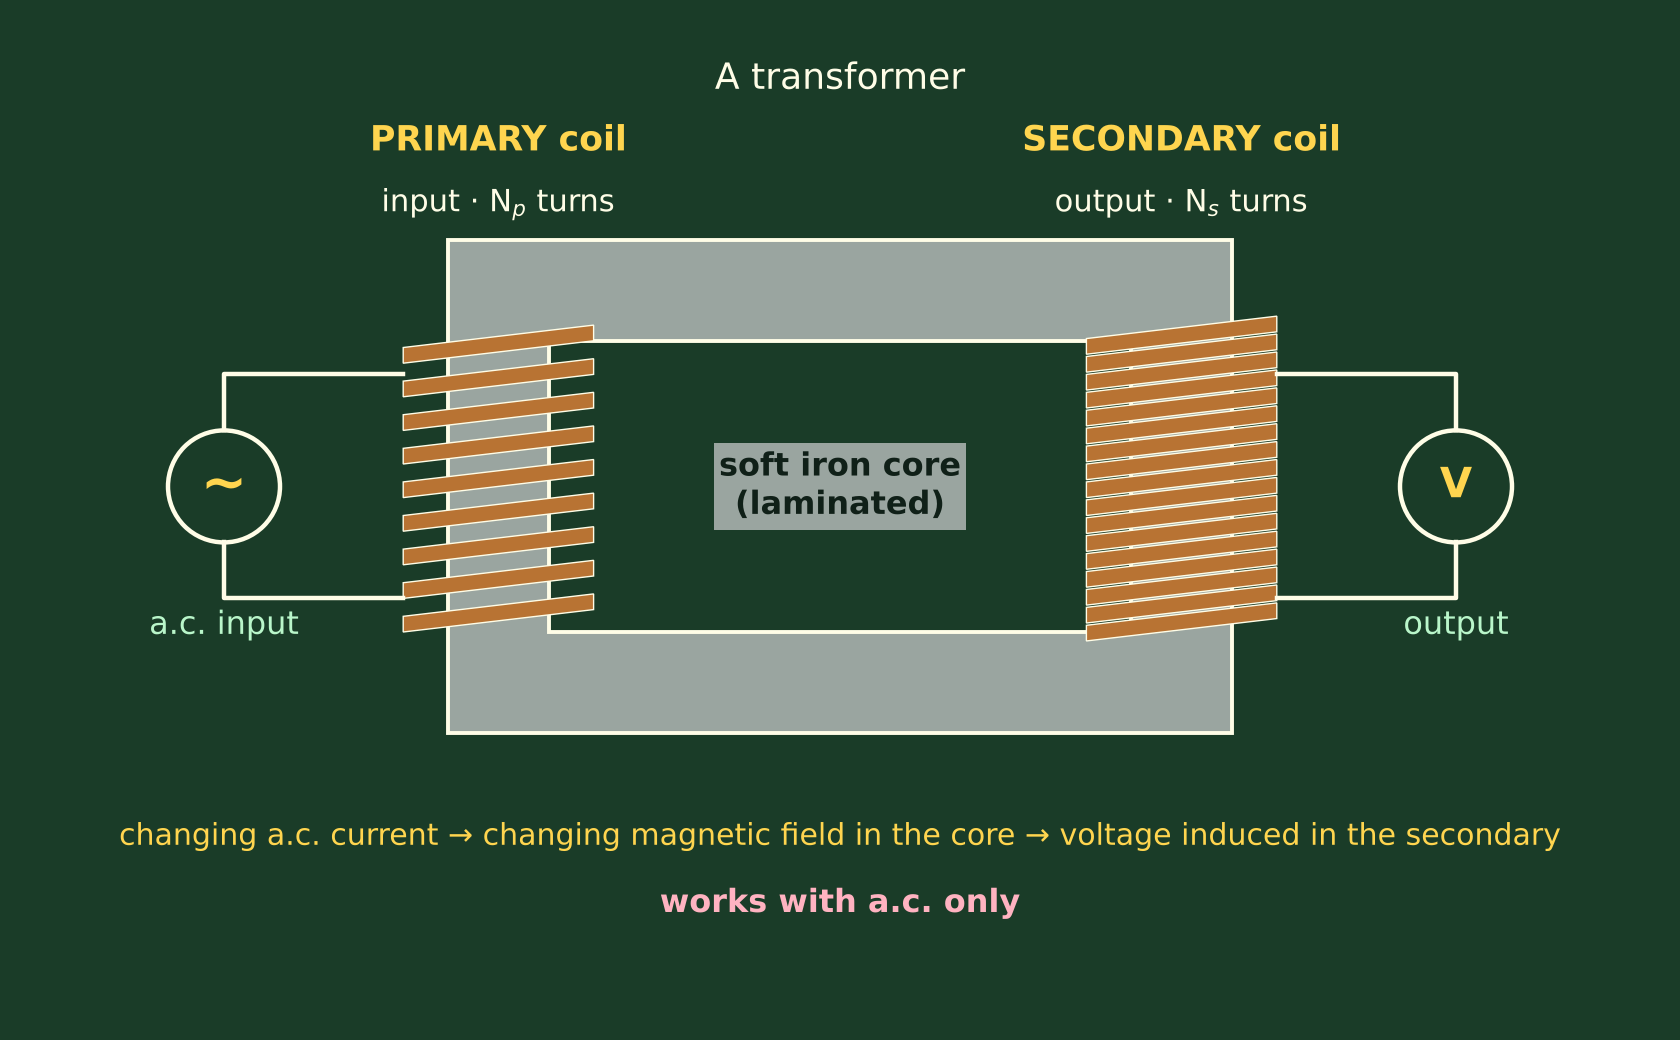 A transformer
PRIMARY coil
SECONDARY coil
input · Nₚ turns
output · Nₛ turns
soft iron core
(laminated)
~
V
a.c. input
output
changing a.c. current → changing magnetic field in the core → voltage induced in the secondary
works with a.c. only